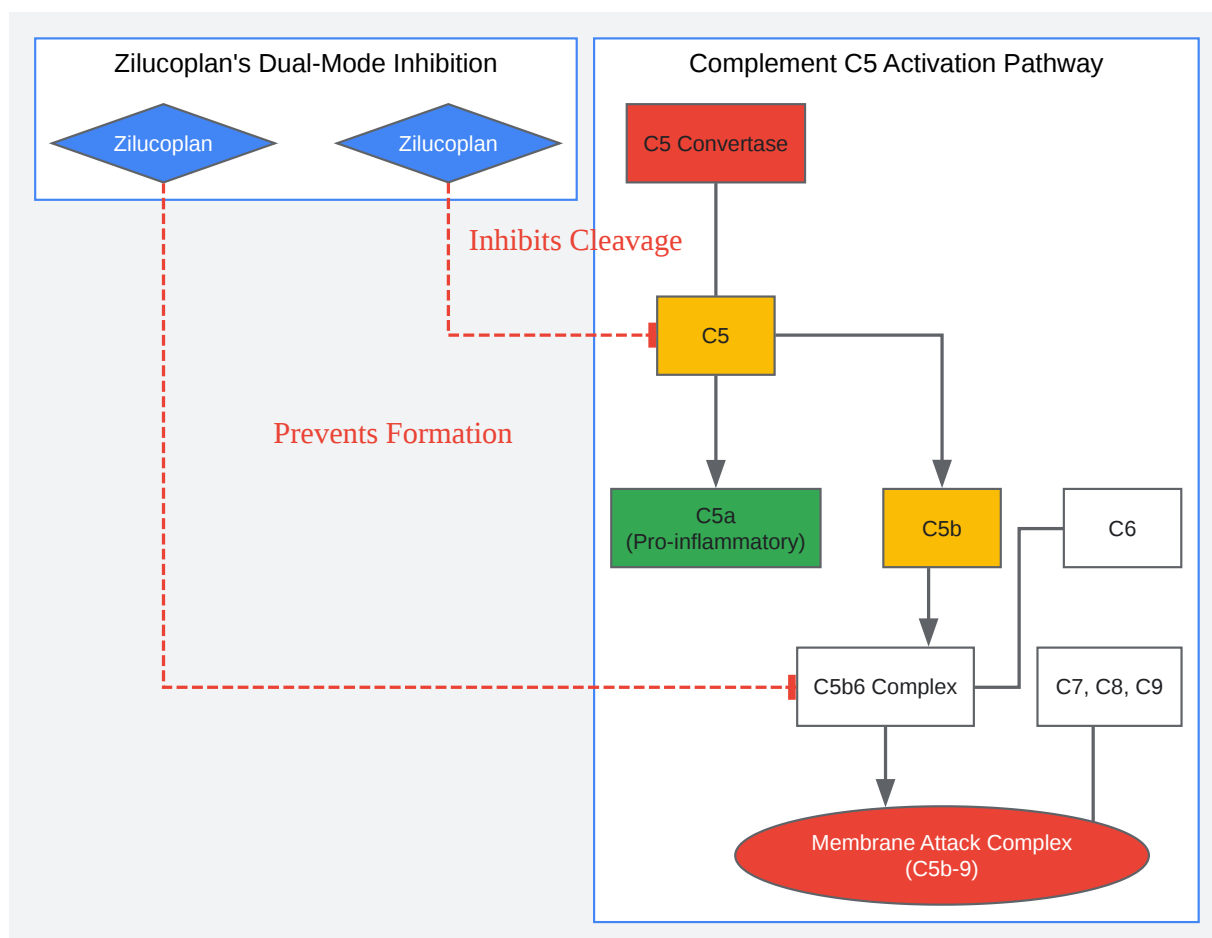 Zilucoplan's Dual-Mode Inhibition
Zilucoplan
Zilucoplan
Complement C5 Activation Pathway
C5 Convertase
Inhibits Cleavage
C5
Prevents Formation
C5a
(Pro-inflammatory)
C5b
C6
C5b6 Complex
C7, C8, C9
Membrane Attack Complex
(C5b-9)